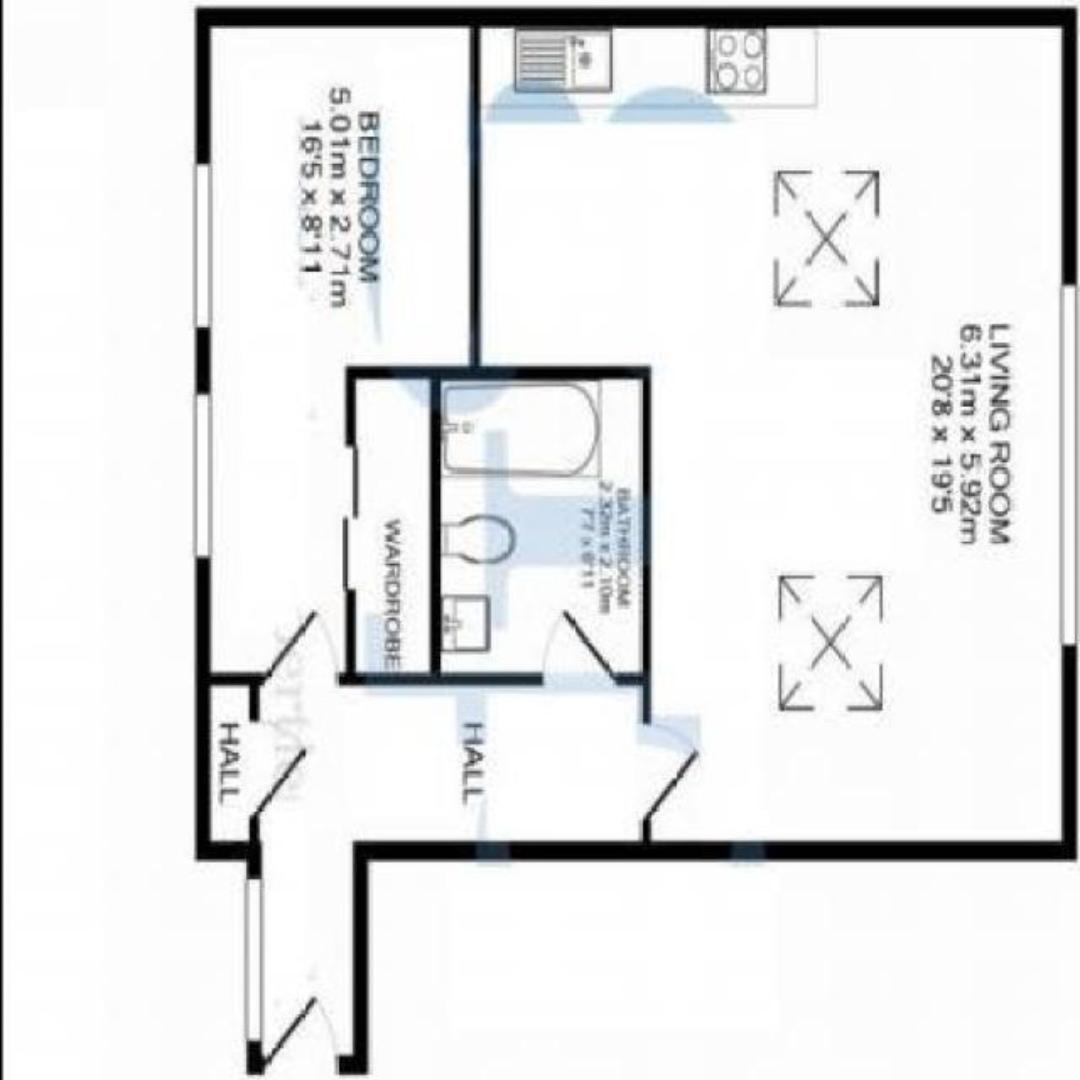 BEDROOM
5.01m x 2.71m
16'5 x 8'11
LIVING ROOM
6.31m x 5.92m
20'8 x 19'5
BATHROOM
2.32m x 2.10m
7'7 x 6'11
WARDROBE
HALL
HALL